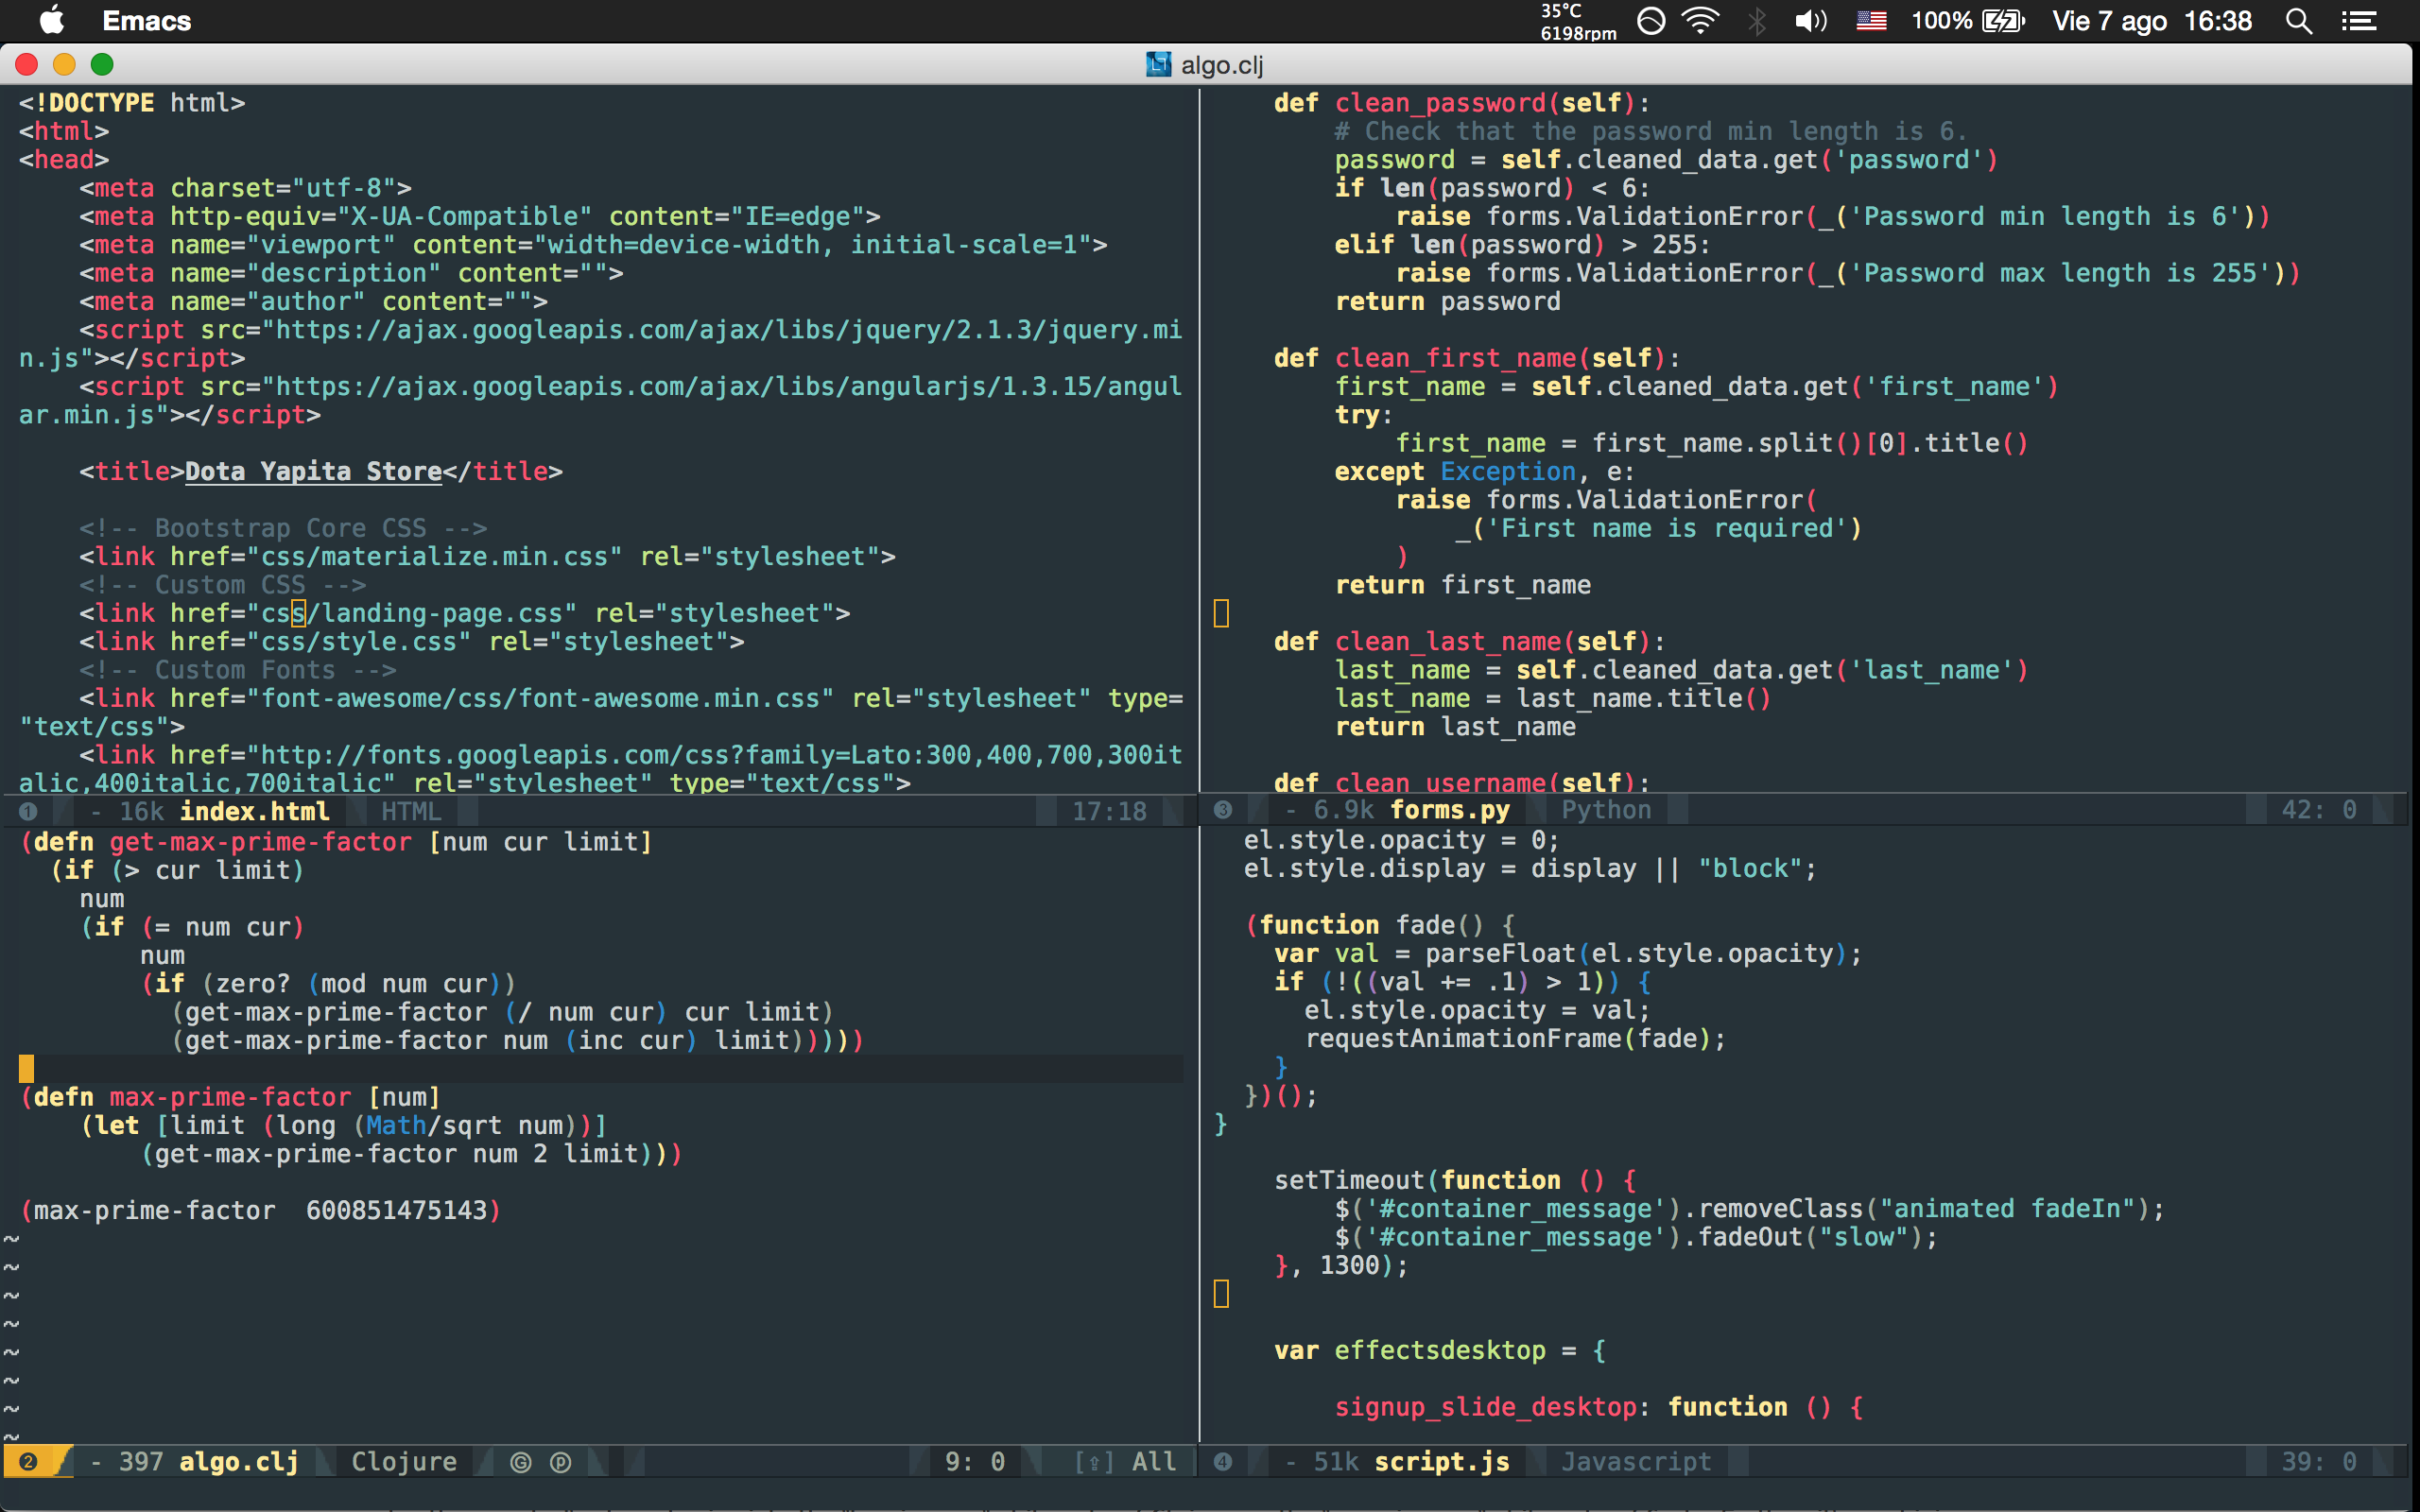 Emacs 35°C 6198rpm 100% Vie 7 ago 16:38
algo.clj
<!DOCTYPE html>
<html>
<head>
    <meta charset="utf-8">
    <meta http-equiv="X-UA-Compatible" content="IE=edge">
    <meta name="viewport" content="width=device-width, initial-scale=1">
    <meta name="description" content="">
    <meta name="author" content="">
    <script src="https://ajax.googleapis.com/ajax/libs/jquery/2.1.3/jquery.mi
n.js"></script>
    <script src="https://ajax.googleapis.com/ajax/libs/angularjs/1.3.15/angul
ar.min.js"></script>
    <title>Dota Yapita Store</title>
    <!-- Bootstrap Core CSS -->
    <link href="css/materialize.min.css" rel="stylesheet">
    <!-- Custom CSS -->
    <link href="css/landing-page.css" rel="stylesheet">
    <link href="css/style.css" rel="stylesheet">
    <!-- Custom Fonts -->
    <link href="font-awesome/css/font-awesome.min.css" rel="stylesheet" type=
"text/css">
    <link href="http://fonts.googleapis.com/css?family=Lato:300,400,700,300it
alic,400italic,700italic" rel="stylesheet" type="text/css">
❶ - 16k index.html HTML 17:18
(defn get-max-prime-factor [num cur limit]
  (if (> cur limit)
    num
    (if (= num cur)
        num
        (if (zero? (mod num cur))
          (get-max-prime-factor (/ num cur) cur limit)
          (get-max-prime-factor num (inc cur) limit)))))
(defn max-prime-factor [num]
    (let [limit (long (Math/sqrt num))]
        (get-max-prime-factor num 2 limit)))
(max-prime-factor  600851475143)
~
~
~
~
~
~
~
~
❷ - 397 algo.clj Clojure Ⓖ Ⓟ 9: 0 [⇪] All
    def clean_password(self):
        # Check that the password min length is 6.
        password = self.cleaned_data.get('password')
        if len(password) < 6:
            raise forms.ValidationError(_('Password min length is 6'))
        elif len(password) > 255:
            raise forms.ValidationError(_('Password max length is 255'))
        return password
    def clean_first_name(self):
        first_name = self.cleaned_data.get('first_name')
        try:
            first_name = first_name.split()[0].title()
        except Exception, e:
            raise forms.ValidationError(
                _('First name is required')
            )
        return first_name
    def clean_last_name(self):
        last_name = self.cleaned_data.get('last_name')
        last_name = last_name.title()
        return last_name
    def clean_username(self):
❸ - 6.9k forms.py Python 42: 0
  el.style.opacity = 0;
  el.style.display = display || "block";
  (function fade() {
    var val = parseFloat(el.style.opacity);
    if (!((val += .1) > 1)) {
      el.style.opacity = val;
      requestAnimationFrame(fade);
    }
  })();
}
    setTimeout(function () {
        $('#container_message').removeClass("animated fadeIn");
        $('#container_message').fadeOut("slow");
    }, 1300);
    var effectsdesktop = {
        signup_slide_desktop: function () {
❹ - 51k script.js Javascript 39: 0